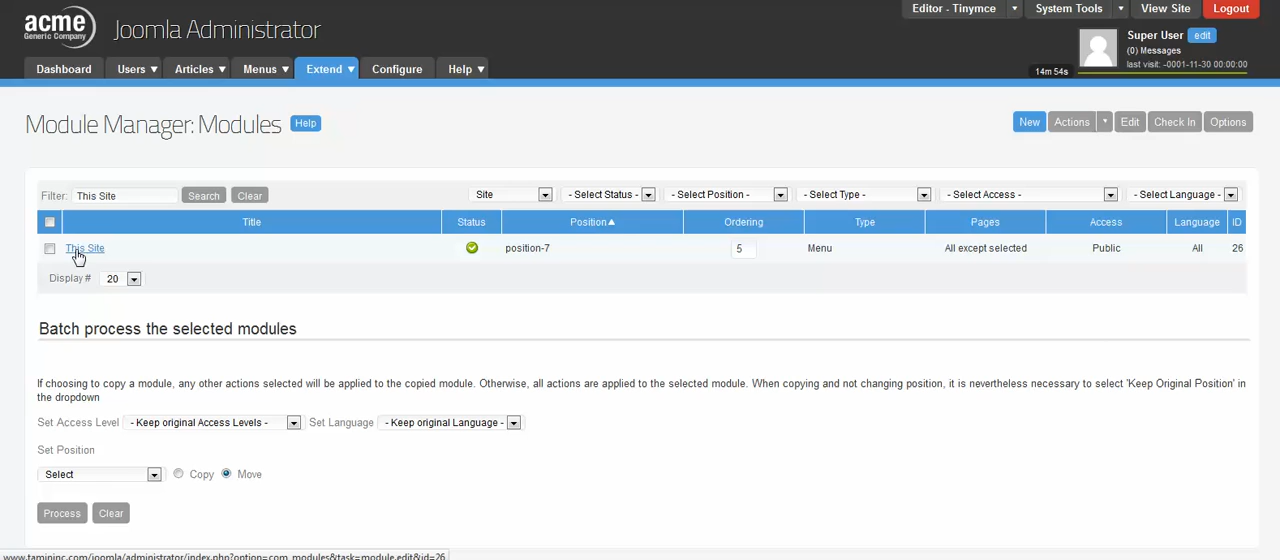 Editor - Tinymce System Tools View Site Logout
acme
Generic Company
Joomla Administrator
Super User edit
(0) Messages
14m 54s last visit: -0001-11-30 00:00:00
Dashboard Users Articles Menus Extend Configure Help
Module Manager: Modules Help
New Actions Edit Check In Options
Filter: This Site Search Clear Site - Select Status - - Select Position - - Select Type - - Select Access - - Select Language -
Title Status Position Ordering Type Pages Access Language ID
This Site position-7 5 Menu All except selected Public All 26
Display # 20
Batch process the selected modules
If choosing to copy a module, any other actions selected will be applied to the copied module. Otherwise, all actions are applied to the selected module. When copying and not changing position, it is nevertheless necessary to select 'Keep Original Position' in
the dropdown
Set Access Level - Keep original Access Levels - Set Language - Keep original Language -
Set Position
Select Copy Move
Process Clear
www.tamininc.com/joomla/administrator/index.php?option=com_modules&task=module.edit&id=26